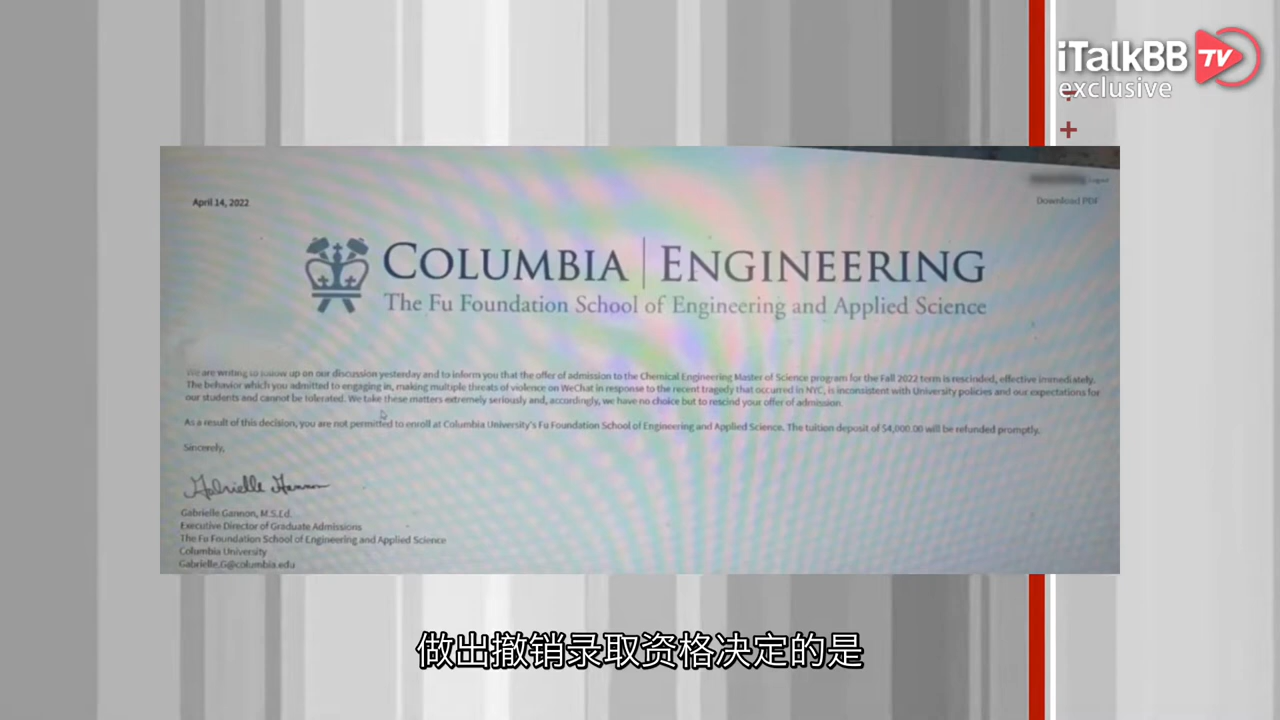 iTalkBB TV
exclusive
Logout
April 14, 2022
Download PDF
COLUMBIA | ENGINEERING
The Fu Foundation School of Engineering and Applied Science
We are writing to follow up on our discussion yesterday and to inform you that the offer of admission to the Chemical Engineering Master of Science program for the Fall 2022 term is rescinded, effective immediately.
The behavior which you admitted to engaging in, making multiple threats of violence on WeChat in response to the recent tragedy that occurred in NYC, is inconsistent with University policies and our expectations for
our students and cannot be tolerated. We take these matters extremely seriously and, accordingly, we have no choice but to rescind your offer of admission.
As a result of this decision, you are not permitted to enroll at Columbia University's Fu Foundation School of Engineering and Applied Science. The tuition deposit of $4,000.00 will be refunded promptly.
Sincerely,
Gabrielle Gannon
Gabrielle Gannon, M.S.Ed.
Executive Director of Graduate Admissions
The Fu Foundation School of Engineering and Applied Science
Columbia University
Gabrielle.G@columbia.edu
做出撤销录取资格决定的是